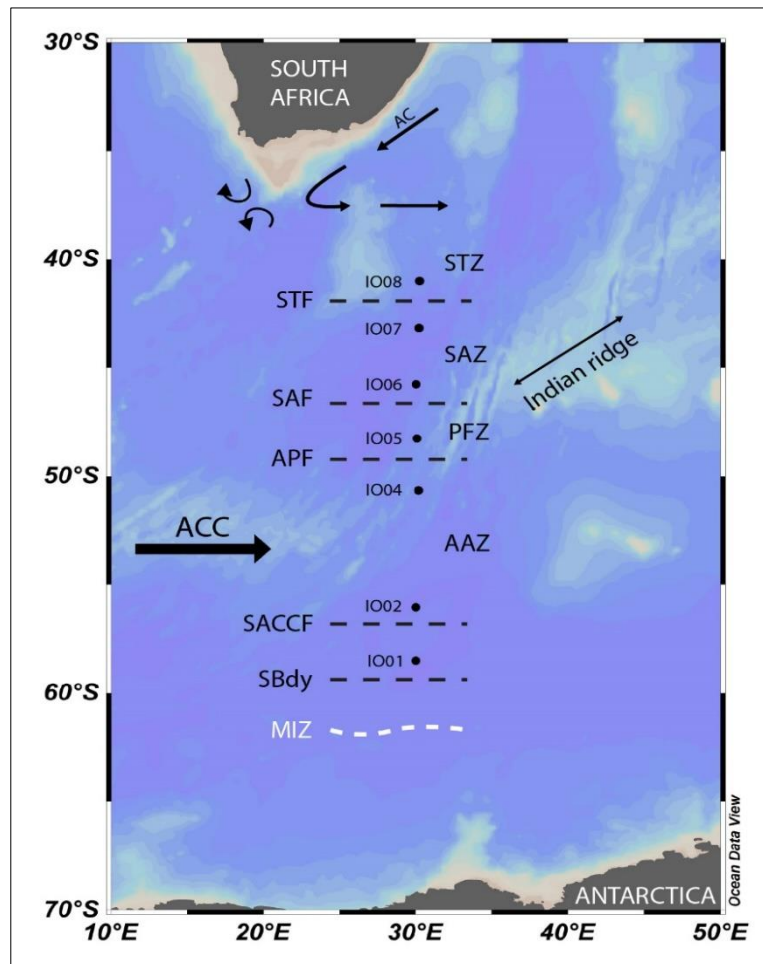 30°S
SOUTH
AFRICA
AC
40°S
STZ
IO08
STF
IO07
SAZ
Indian ridge
IO06
SAF
PFZ
IO05
APF
50°S
IO04
ACC
AAZ
IO02
SACCF
IO01
SBdy
60°S
MIZ
Ocean Data View
ANTARCTICA
70°S
10°E
20°E
30°E
40°E
50°E